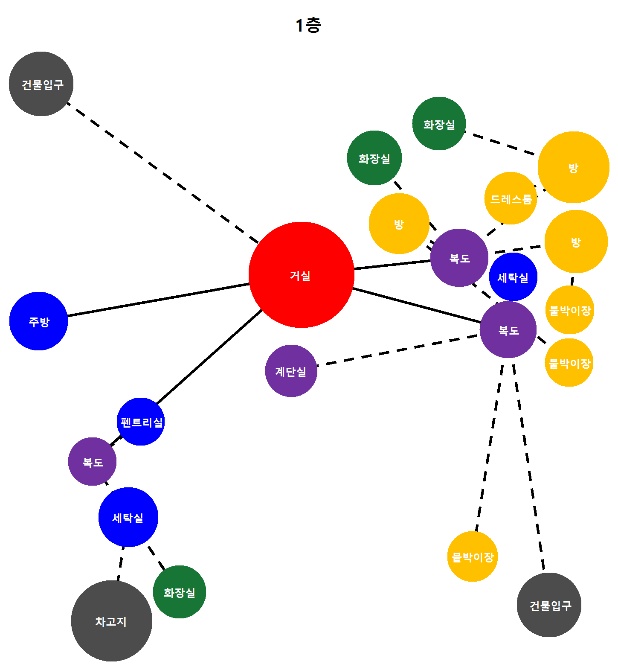 1층
건물입구
화장실
화장실
방
드레스룸
방
방
복도
거실
세탁실
붙박이장
주방
복도
붙박이장
계단실
펜트리실
복도
세탁실
붙박이장
화장실
건물입구
차고지